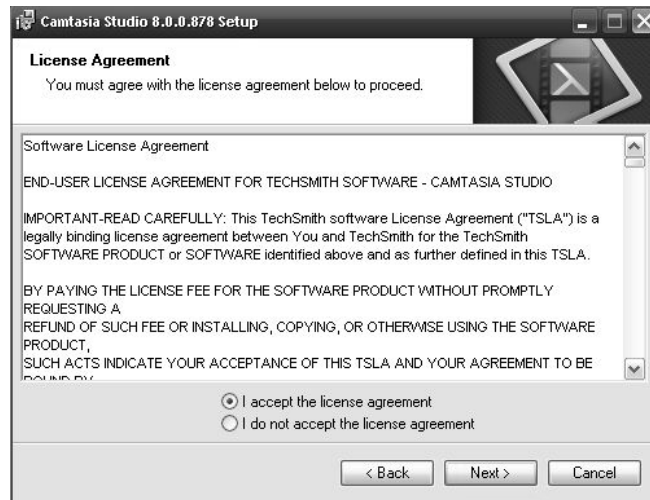 Camtasia Studio 8.0.0.878 Setup
License Agreement
You must agree with the license agreement below to proceed.
Software License Agreement
END-USER LICENSE AGREEMENT FOR TECHSMITH SOFTWARE - CAMTASIA STUDIO
IMPORTANT-READ CAREFULLY: This TechSmith software License Agreement ("TSLA") is a
legally binding license agreement between You and TechSmith for the TechSmith
SOFTWARE PRODUCT or SOFTWARE identified above and as further defined in this TSLA.
BY PAYING THE LICENSE FEE FOR THE SOFTWARE PRODUCT WITHOUT PROMPTLY
REQUESTING A
REFUND OF SUCH FEE OR INSTALLING, COPYING, OR OTHERWISE USING THE SOFTWARE
PRODUCT,
SUCH ACTS INDICATE YOUR ACCEPTANCE OF THIS TSLA AND YOUR AGREEMENT TO BE
BOUND BY
I accept the license agreement
I do not accept the license agreement
< Back
Next >
Cancel